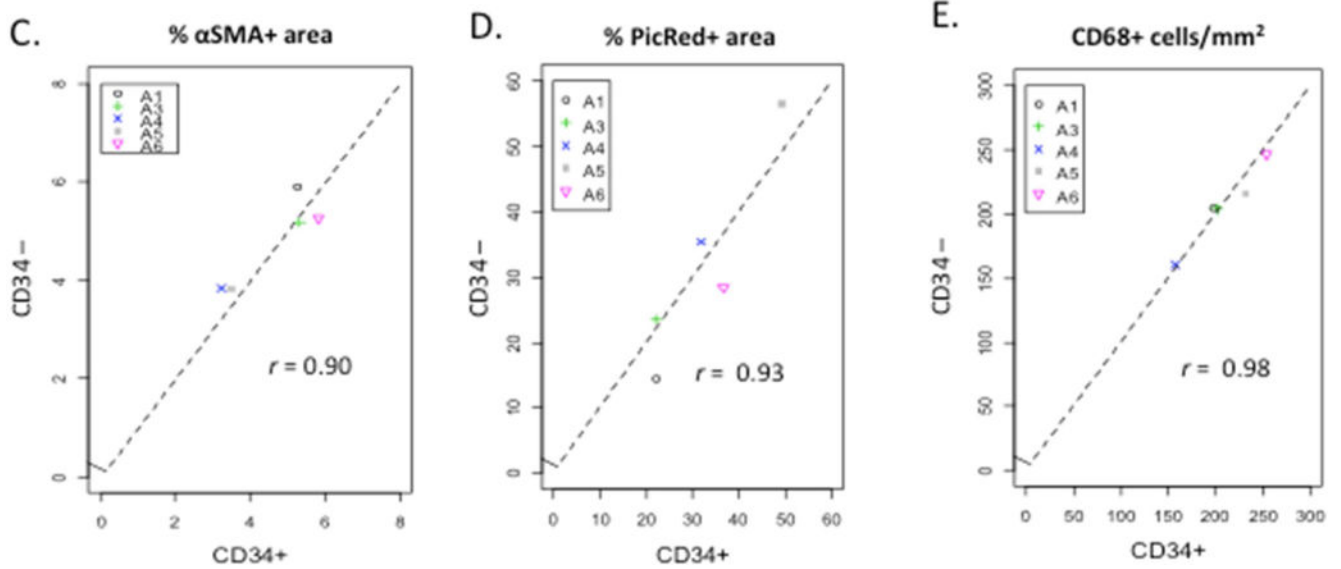 C.
% αSMA+ area
A1
A3
A4
A5
A6
8
6
4
2
0
CD34 –
r = 0.90
0 2 4 6 8
CD34+
D.
% PicRed+ area
A1
A3
A4
A5
A6
60
50
40
30
20
10
0
CD34 –
r = 0.93
0 10 20 30 40 50 60
CD34+
E.
CD68+ cells/mm²
A1
A3
A4
A5
A6
300
250
200
150
100
50
0
CD34 –
r = 0.98
0 50 100 150 200 250 300
CD34+